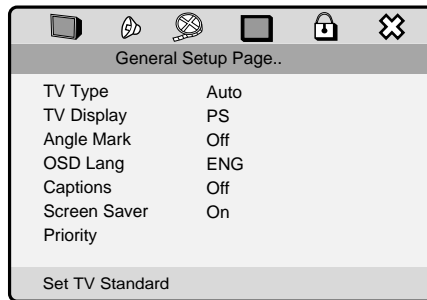 General Setup Page..
TV Type Auto
TV Display PS
Angle Mark Off
OSD Lang ENG
Captions Off
Screen Saver On
Priority
Set TV Standard